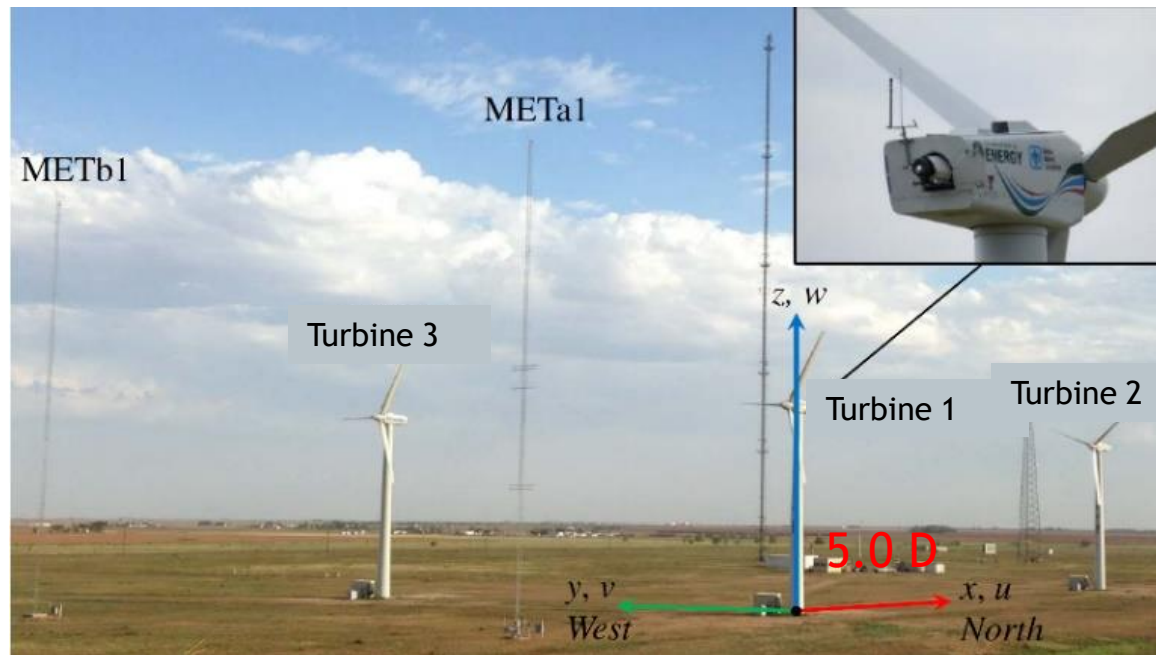 METa1
METb1
ENERGY
z, w
Turbine 3
Turbine 1
Turbine 2
5.0 D
y, v
West
x, u
North